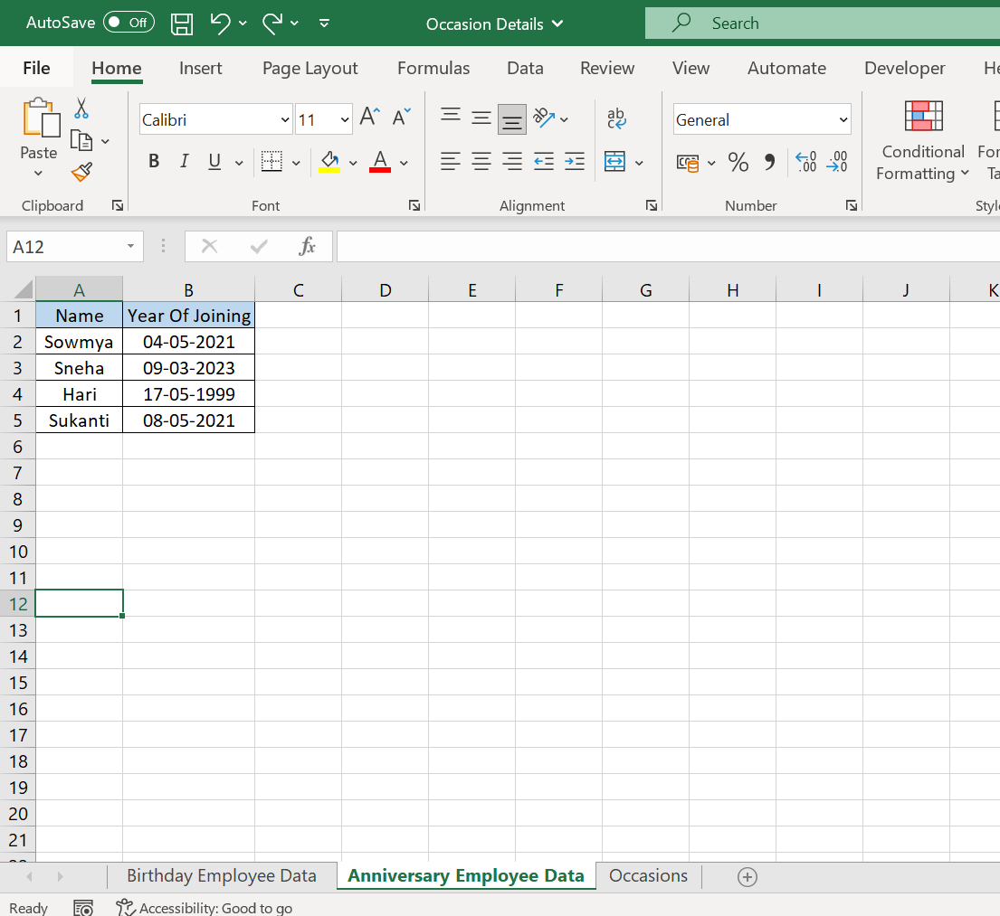 AutoSave Off Occasion Details Search
File Home Insert Page Layout Formulas Data Review View Automate Developer He
Paste
Clipboard
Calibri 11
B I U A
Font
ab
Alignment
General
% .00
Number
Conditional
Formatting
For
Ta
Style
A12 fx
A B C D E F G H I J K
1 Name Year Of Joining
2 Sowmya 04-05-2021
3 Sneha 09-03-2023
4 Hari 17-05-1999
5 Sukanti 08-05-2021
6
7
8
9
10
11
12
13
14
15
16
17
18
19
20
21
Birthday Employee Data Anniversary Employee Data Occasions
Ready Accessibility: Good to go